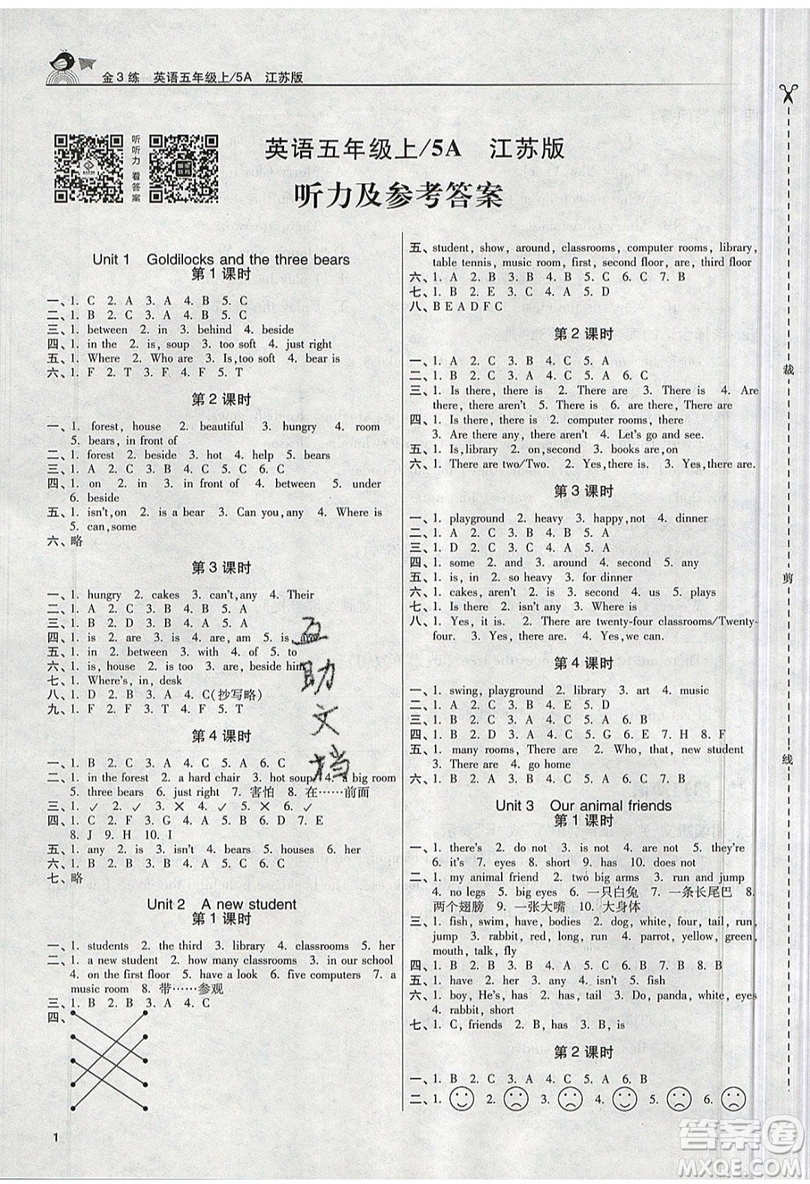 金3练 英语五年级上/5A 江苏版
听听力 看答案
英语五年级上/5A 江苏版
听力及参考答案
Unit 1 Goldilocks and the three bears
第1课时
一、1. C 2. A 3. A 4. B 5. C
二、1. B 2. C 3. A 4. B 5. C
三、1. between 2. in 3. behind 4. beside
四、1. in the 2. is, soup 3. too soft 4. just right
五、1. Where 2. Who are 3. Is,too soft 4. bear is
六、1. F 2. T 3. F 4. F 5. T
第2课时
一、1. forest, house 2. beautiful 3. hungry 4. room
5. bears, in front of
二、1. forest 2. beside 3. hot 4. help 5. bears
三、1. C 2. A 3. A 4. C 5. C
四、1. on 2. in 3. in 4. beside 5. under
6. beside
五、1. isn't,on 2. is a 3. Can you,any 4. Where is
5. can,some
六、略
第3课时
一、1. hungry 2. cakes 3. can't,any 4. Their
二、1. A 2. A 3. C 4. A 5. C
三、1. B 2. D 3. B 4. A 5. A
四、1. is 2. are 3. is 4. are,am 5. is, am
五、1. in 2. to 3. in 4. between 5. to
六、1. is, house 2. is, too 3. are, beside him
七、1. Where's, in, desk
八、1. D 2. B 3. A 4. C(抄写略)
九、1. F 2. F 3. T 4. F 5. T
第4课时
一、1. B 2. C 3. A 4. B 5. C
二、1. in the forest 2. a hard chair 3. hot soup 4. a big room
5. three bears 6. just right 7. 害怕 8. 在……前面
三、1. ✓ 2. ✓ 3. ✗ 4. ✗ 5. ✓
四、1. C 2. G 3. E 4. A 5. B 6. D 7. F
8. J 9. H 10. I
五、1. any 2. is 3. isn't 4. bears 5. has
六、1. T 2. F 3. T 4. F 5. F
七、略
Unit 2 A new student
第1课时
一、1. students 2. the third 3. library 4. classrooms 5. her
二、1. a new student 2. how many classrooms 3. in our school
4. on the first floor 5. have a look 6. five computers 7. a
music room 8. 带……参观
三、1. B 2. B 3. A 4. C
四、
五、student, show, around, classrooms, computer rooms, library,
table tennis, music room, first, second floor, are, third floor
六、1. A 2. B 3. A 4. C 5. B 6. C 7. C
七、1. B 2. C 3. C 4. B 5. A 6. C
八、B E A D F C
第2课时
一、1. B 2. A 3. C 4. C 5. A
二、1. B 2. A 3. C 4. B 5. A 6. C
三、1. Is there, there is 2. Is there, there is 3. Are
there, there aren't 5. There is 6. are there, There are
四、1. There is an 2. computer rooms, there
3. Are there any, there aren't 4. Let's go and see.
五、1. Is,library 2. on, second 3. books are,on
六、1. There are two/Two. 2. Yes,there is. 3. Yes,there is.
第3课时
一、1. playground 2. heavy 3. happy,not 4. dinner
二、1. C 2. A 3. C 4. B 5. A
三、1. D 2. C 3. C 4. B 5. A
四、1. some 2. and 3. second 4. around
五、1. is, in 2. so heavy 3. for dinner
六、1. cakes, aren't 2. is 3. second 4. us 5. plays
七、1. Is there 2. isn't any 3. Where is
八、1. Yes, there is. 2. There are twenty-four classrooms/Twenty-
four. 3. Yes, there are. 4. Yes,we can.
第4课时
一、1. swing, playground 2. library 3. art 4. music
二、1. A 2. C 3. B 4. E 5. D
三、1. B 2. C 3. A 4. C 5. A 6. B
四、1. B 2. A 3. C 4. D 5. G 6. E 7. H 8. F
五、1. many rooms, There are 2. that, new student
3. There are 4. go home
六、1. B 2. A 3. C 4. A 5. B 6. C
Unit 3 Our animal friends
第1课时
一、1. there's 2. do not 3. is not 4. are not 5. they're
6. it's 7. eyes 8. short 9. has 10. does not
二、1. my animal friend 2. two big arms 3. run and jump
4. no legs 5. big eyes 6. 一只白兔 7. 一条长尾巴 8.
两个翅膀 9. 一张大嘴 10. 大身体
三、1. fish, swim, have, bodies 2. dog, white, four, tail, run,
jump 3. rabbit, red, long, four, run 4. parrot, green, yellow,
mouth, talk, fly
四、1. B 2. B 3. D 4. B 5. C 6. D 7. B
五、1. have 2. her 3. it 4. isn't 5. fish
六、1. boy, He's, has 2. has, tail 3. Do, panda, white
4. rabbit, short
七、1. C, friends 2. B, and 3. B, has 4. B, is
第2课时
一、1. B 2. C 3. A 4. C 5. A
二、1. 2. 3. 4. 5. 6.
裁
剪
线
互助文档
1
答案圈
MXQE.COM